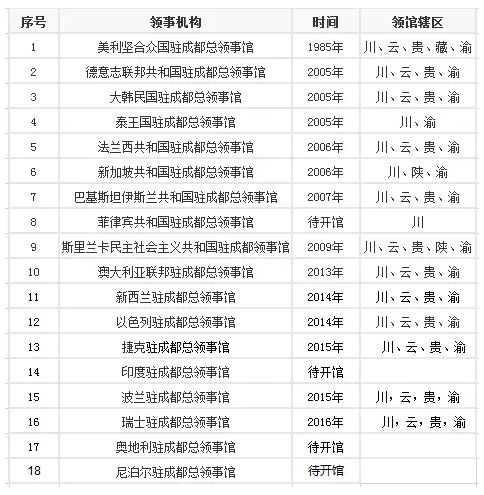 序号 领事机构 时间 领馆辖区
1 美利坚合众国驻成都总领事馆 1985年 川、云、贵、藏、渝
2 德意志联邦共和国驻成都总领事馆 2005年 川、云、贵、渝
3 大韩民国驻成都总领事馆 2005年 川、云、贵、渝
4 泰王国驻成都总领事馆 2005年 川、渝
5 法兰西共和国驻成都总领事馆 2006年 川、云、贵、渝
6 新加坡共和国驻成都总领事馆 2006年 川、陕、渝
7 巴基斯坦伊斯兰共和国驻成都总领事馆 2007年 川、云、贵、渝
8 菲律宾共和国驻成都总领事馆 待开馆 川
9 斯里兰卡民主社会主义共和国驻成都领事馆 2009年 川、云、贵、陕、渝
10 澳大利亚联邦驻成都总领事馆 2013年 川、云、贵、渝
11 新西兰驻成都总领事馆 2014年 川、云、贵、渝
12 以色列驻成都总领事馆 2014年 川、云、贵、渝
13 捷克驻成都总领事馆 2015年 川、云、贵、渝
14 印度驻成都总领事馆 待开馆
15 波兰驻成都总领事馆 2015年 川，云，贵，渝
16 瑞士驻成都总领事馆 2016年 川，云，贵，渝
17 奥地利驻成都总领事馆 待开馆
18 尼泊尔驻成都总领事馆 待开馆